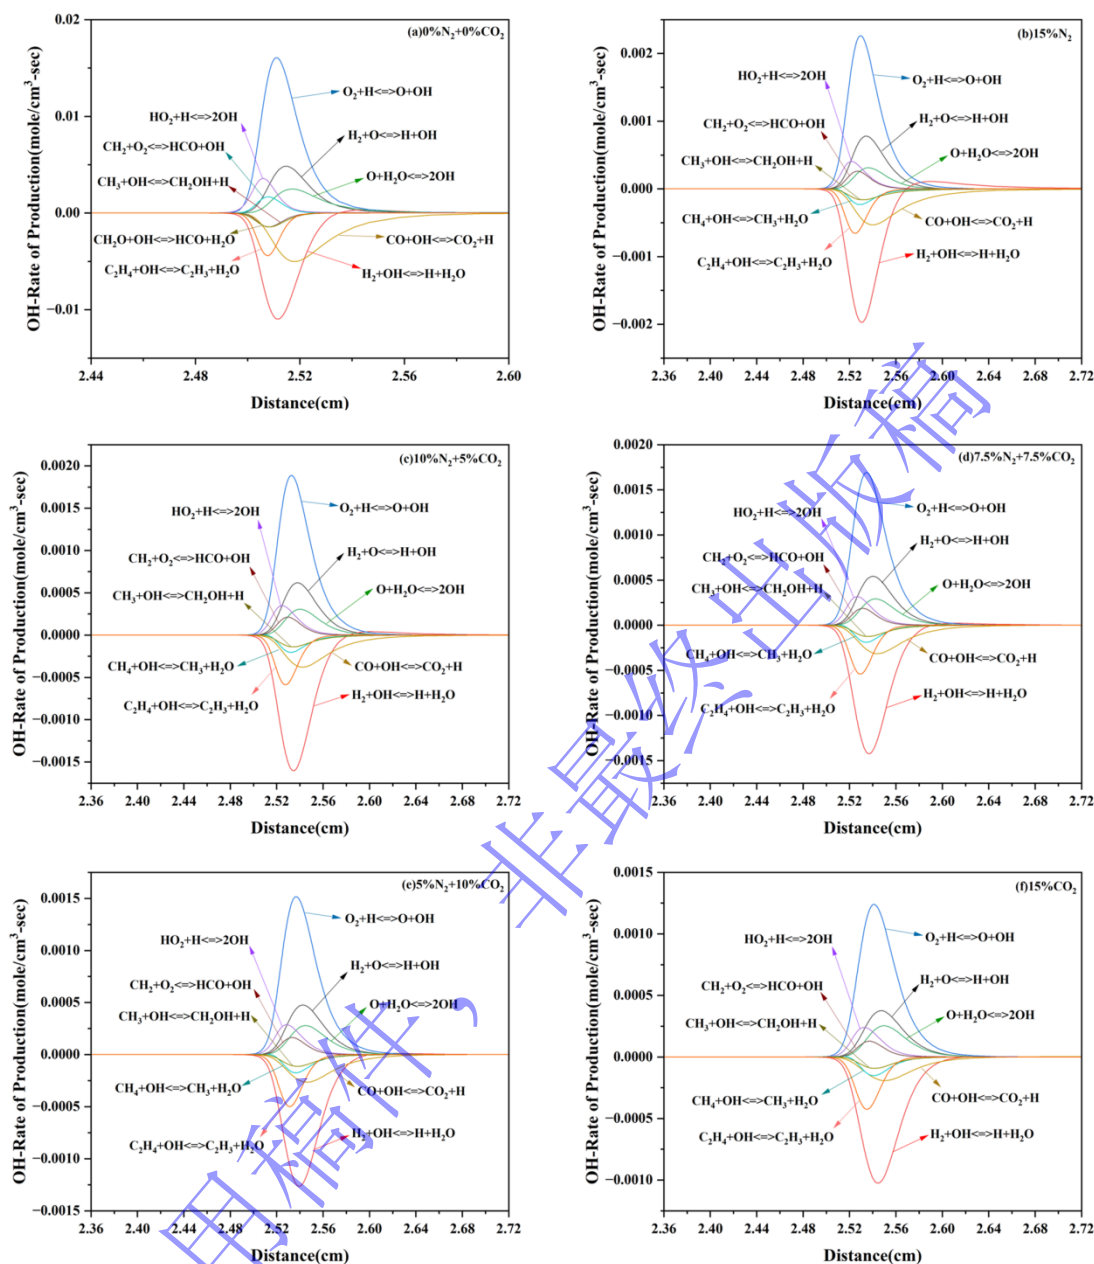 (a)0%N₂+0%CO₂
OH-Rate of Production(mole/cm³-sec)
0.02
0.01
0.00
−0.01
O₂+H<=>O+OH
HO₂+H<=>2OH
H₂+O<=>H+OH
CH₂+O₂<=>HCO+OH
CH₃+OH<=>CH₂OH+H
O+H₂O<=>2OH
CH₂O+OH<=>HCO+H₂O
CO+OH<=>CO₂+H
C₂H₄+OH<=>C₂H₃+H₂O
H₂+OH<=>H+H₂O
2.44 2.48 2.52 2.56 2.60
Distance(cm)
(b)15%N₂
OH-Rate of Production(mole/cm³-sec)
0.002
0.001
0.000
−0.001
−0.002
HO₂+H<=>2OH
O₂+H<=>O+OH
CH₂+O₂<=>HCO+OH
H₂+O<=>H+OH
CH₃+OH<=>CH₂OH+H
O+H₂O<=>2OH
CH₄+OH<=>CH₃+H₂O
CO+OH<=>CO₂+H
C₂H₄+OH<=>C₂H₃+H₂O
H₂+OH<=>H+H₂O
2.36 2.40 2.44 2.48 2.52 2.56 2.60 2.64 2.68 2.72
Distance(cm)
(c)10%N₂+5%CO₂
OH-Rate of Production(mole/cm³-sec)
0.0020
0.0015
0.0010
0.0005
0.0000
−0.0005
−0.0010
−0.0015
HO₂+H<=>2OH
O₂+H<=>O+OH
CH₂+O₂<=>HCO+OH
H₂+O<=>H+OH
CH₃+OH<=>CH₂OH+H
O+H₂O<=>2OH
CH₄+OH<=>CH₃+H₂O
CO+OH<=>CO₂+H
C₂H₄+OH<=>C₂H₃+H₂O
H₂+OH<=>H+H₂O
2.36 2.40 2.44 2.48 2.52 2.56 2.60 2.64 2.68 2.72
Distance(cm)
(d)7.5%N₂+7.5%CO₂
OH-Rate of Production(mole/cm³-sec)
0.0020
0.0015
0.0010
0.0005
0.0000
−0.0005
−0.0010
−0.0015
HO₂+H<=>2OH
O₂+H<=>O+OH
CH₂+O₂<=>HCO+OH
H₂+O<=>H+OH
CH₃+OH<=>CH₂OH+H
O+H₂O<=>2OH
CH₄+OH<=>CH₃+H₂O
CO+OH<=>CO₂+H
C₂H₄+OH<=>C₂H₃+H₂O
H₂+OH<=>H+H₂O
2.36 2.40 2.44 2.48 2.52 2.56 2.60 2.64 2.68 2.72
Distance(cm)
(e)5%N₂+10%CO₂
OH-Rate of Production(mole/cm³-sec)
0.0015
0.0010
0.0005
0.0000
−0.0005
−0.0010
−0.0015
HO₂+H<=>2OH
O₂+H<=>O+OH
CH₂+O₂<=>HCO+OH
H₂+O<=>H+OH
CH₃+OH<=>CH₂OH+H
O+H₂O<=>2OH
CH₄+OH<=>CH₃+H₂O
CO+OH<=>CO₂+H
C₂H₄+OH<=>C₂H₃+H₂O
H₂+OH<=>H+H₂O
2.36 2.40 2.44 2.48 2.52 2.56 2.60 2.64 2.68 2.72
Distance(cm)
(f)15%CO₂
OH-Rate of Production(mole/cm³-sec)
0.0015
0.0010
0.0005
0.0000
−0.0005
−0.0010
HO₂+H<=>2OH
O₂+H<=>O+OH
CH₂+O₂<=>HCO+OH
H₂+O<=>H+OH
CH₃+OH<=>CH₂OH+H
O+H₂O<=>2OH
CH₄+OH<=>CH₃+H₂O
CO+OH<=>CO₂+H
C₂H₄+OH<=>C₂H₃+H₂O
H₂+OH<=>H+H₂O
2.36 2.40 2.44 2.48 2.52 2.56 2.60 2.64 2.68 2.72
Distance(cm)
用稿件，非最终出版稿